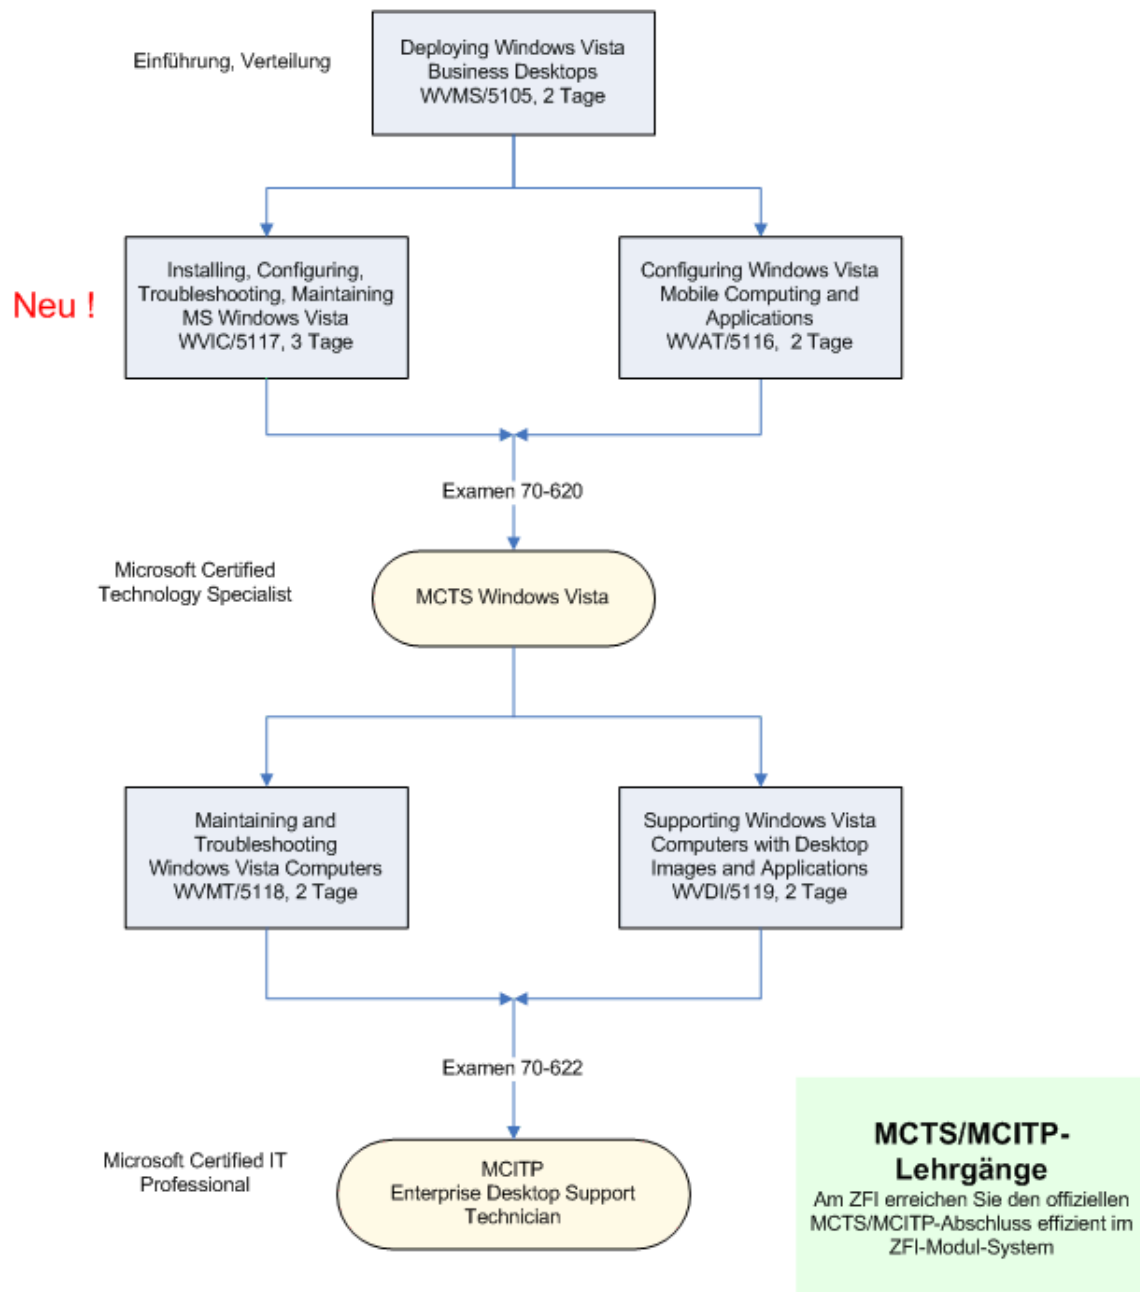 Einführung, Verteilung
Deploying Windows Vista
Business Desktops
WVMS/5105, 2 Tage
Neu !
Installing, Configuring,
Troubleshooting, Maintaining
MS Windows Vista
WVIC/5117, 3 Tage
Configuring Windows Vista
Mobile Computing and
Applications
WVAT/5116,  2 Tage
Examen 70-620
Microsoft Certified
Technology Specialist
MCTS Windows Vista
Maintaining and
Troubleshooting
Windows Vista Computers
WVMT/5118, 2 Tage
Supporting Windows Vista
Computers with Desktop
Images and Applications
WVDI/5119, 2 Tage
Examen 70-622
Microsoft Certified IT
Professional
MCITP
Enterprise Desktop Support
Technician
MCTS/MCITP-
Lehrgänge
Am ZFI erreichen Sie den offiziellen
MCTS/MCITP-Abschluss effizient im
ZFI-Modul-System